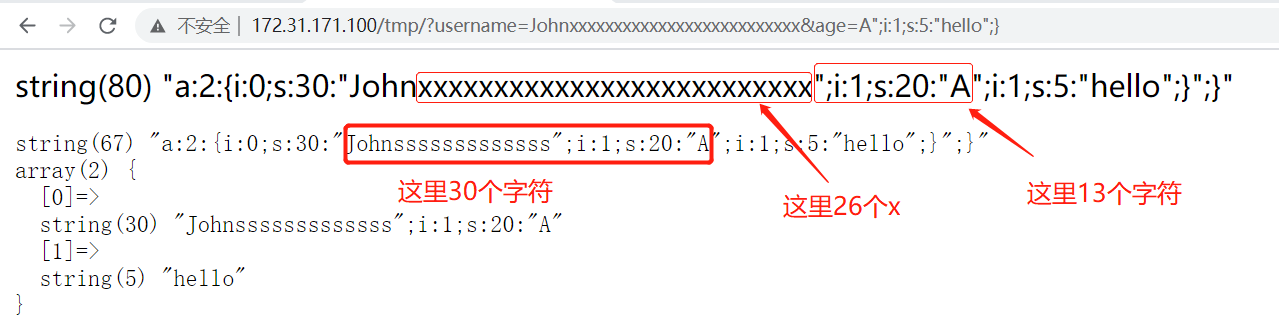 不安全 | 172.31.171.100/tmp/?username=Johnxxxxxxxxxxxxxxxxxxxxxxxxxx&age=A";i:1;s:5:"hello";}
string(80) "a:2:{i:0;s:30:"Johnxxxxxxxxxxxxxxxxxxxxxxxxxx";i:1;s:20:"A";i:1;s:5:"hello";}";}"
string(67) "a:2:{i:0;s:30:"Johnsssssssssssss";i:1;s:20:"A";i:1;s:5:"hello";}";}"
array(2) {
[0]=>
string(30) "Johnsssssssssssss";i:1;s:20:"A"
[1]=>
string(5) "hello"
}
这里30个字符
这里26个x
这里13个字符